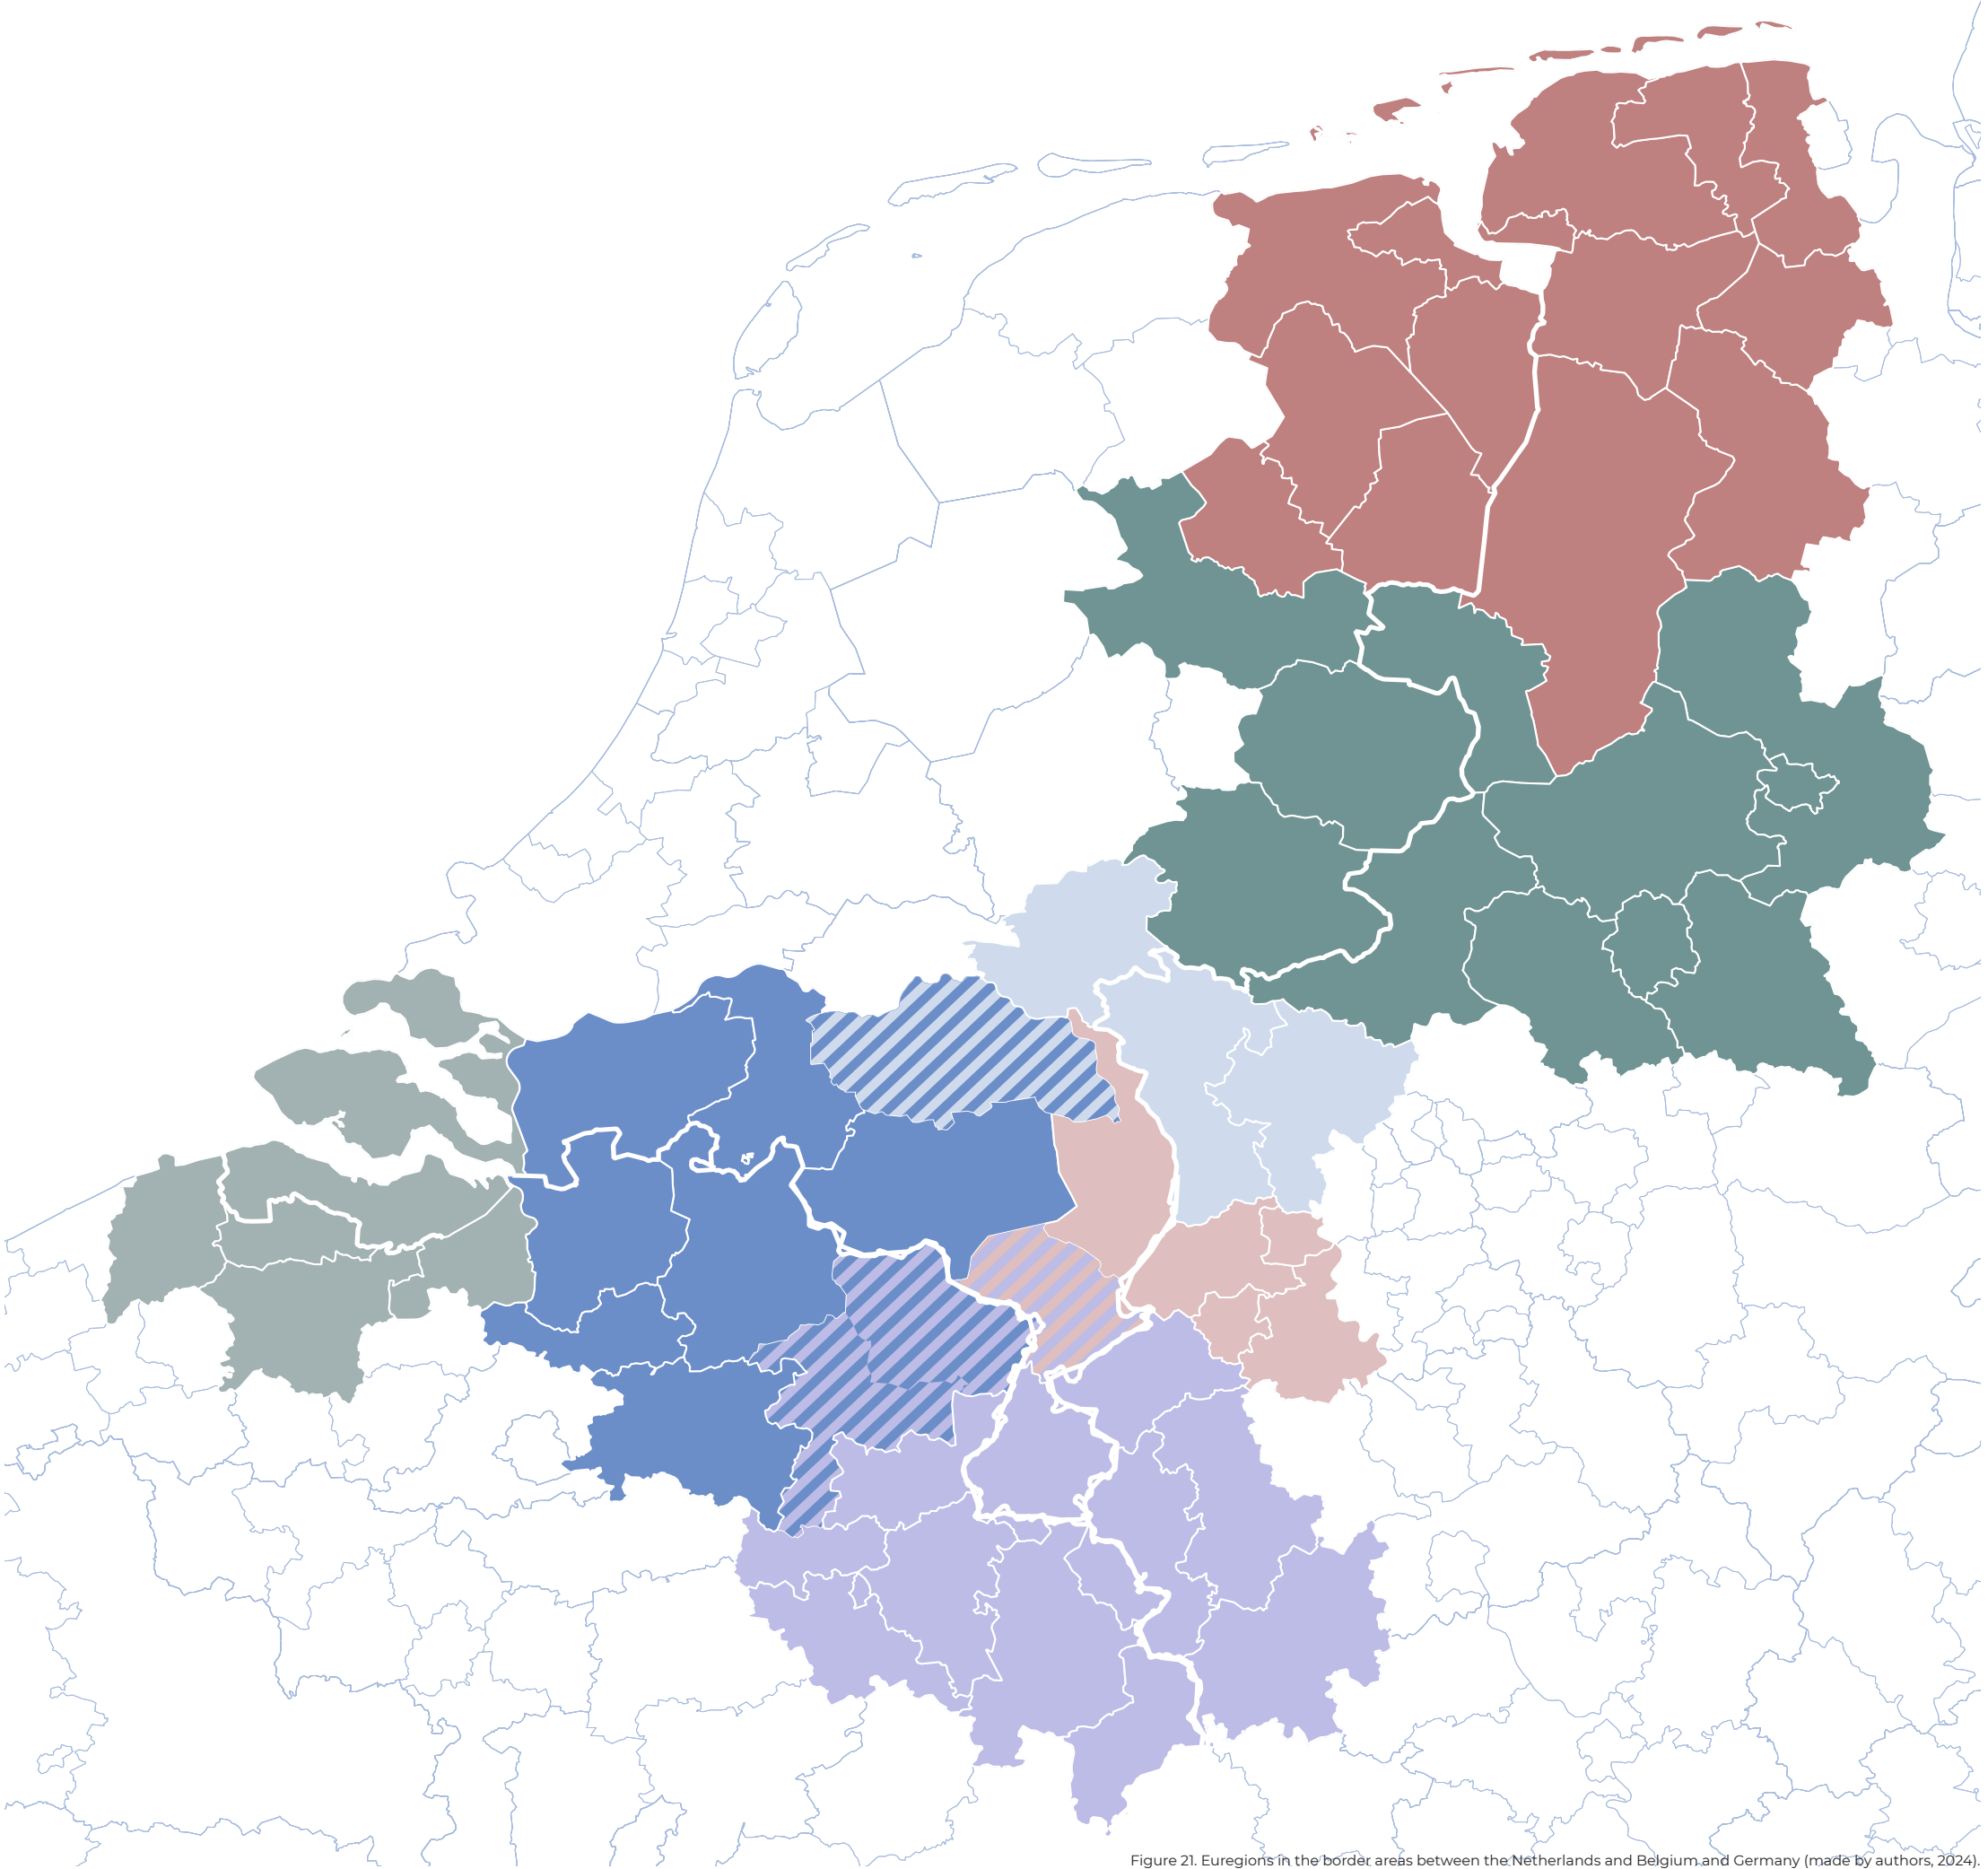 Figure 21. Euregions in the border areas between the Netherlands and Belgium and Germany (made by authors, 2024)